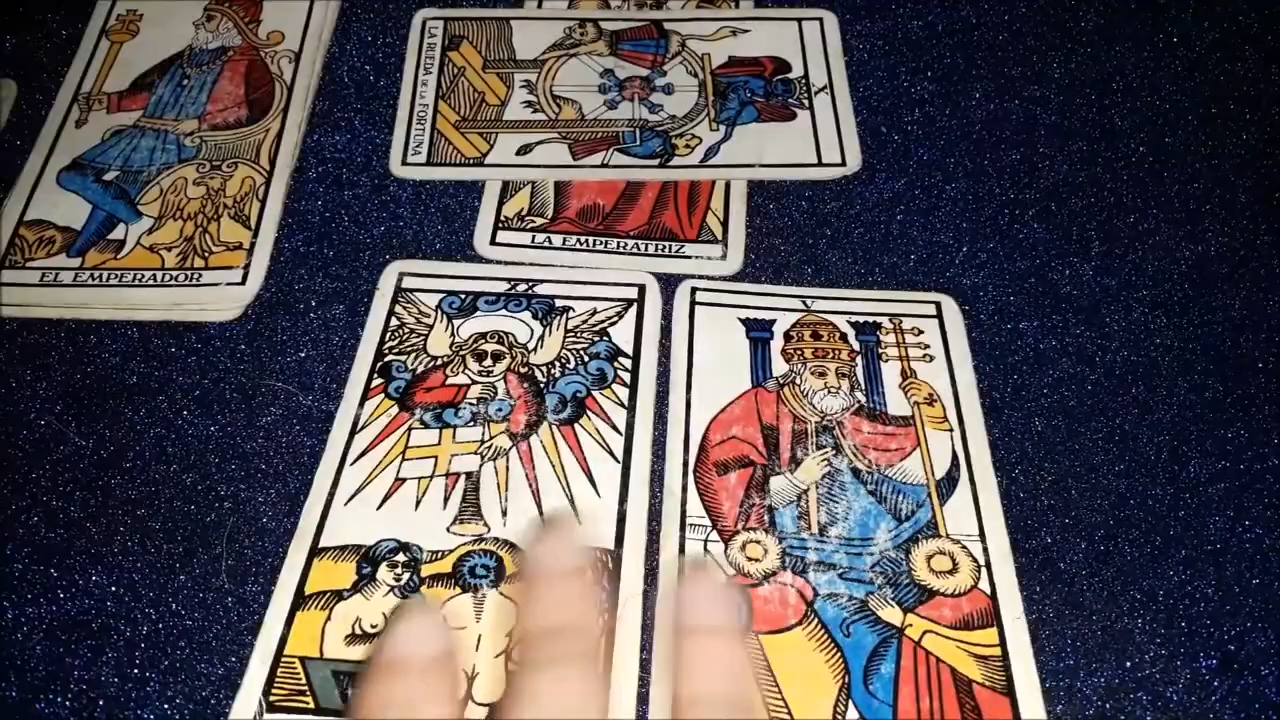 LA RUEDA DE LA FORTUNA
X
EL EMPERADOR
LA EMPERATRIZ
XX
V